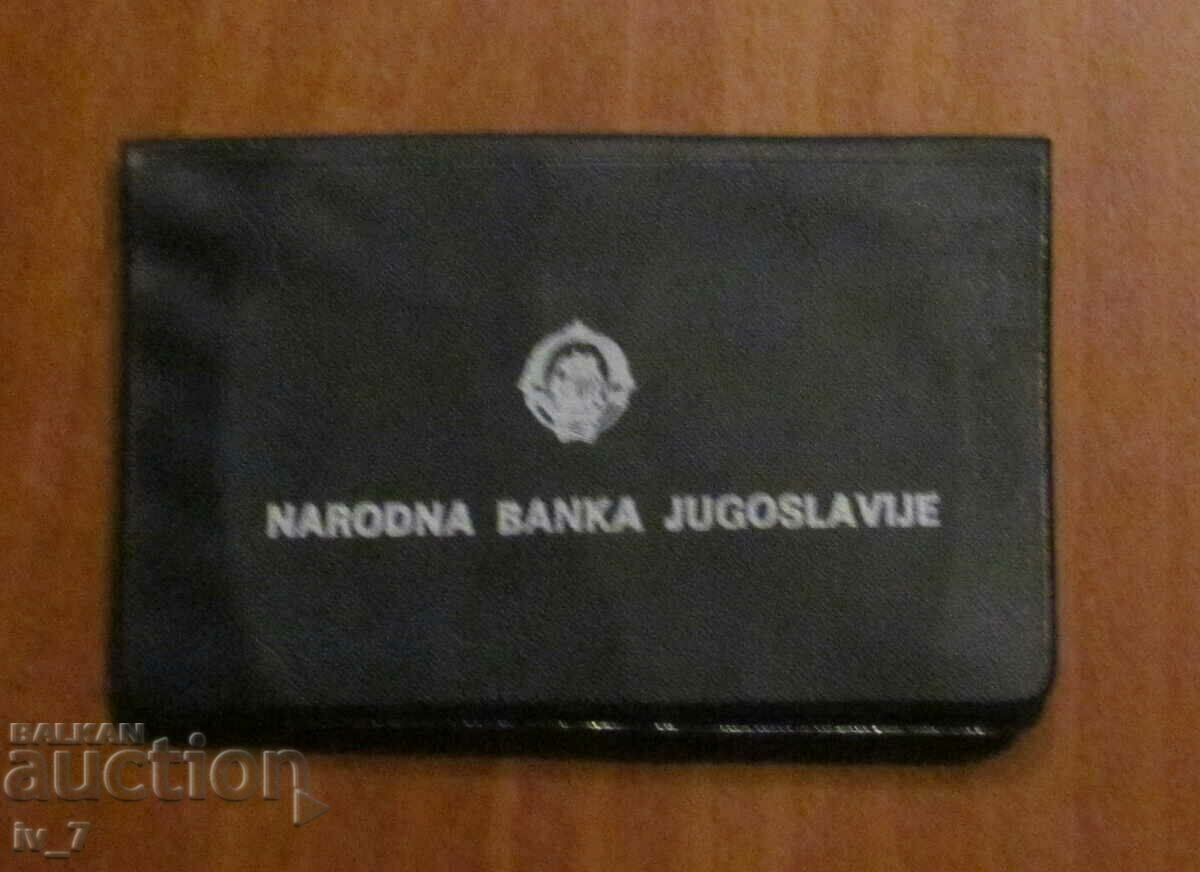 NARODNA BANKA JUGOSLAVIJE
BALKAN
auction
iv_7